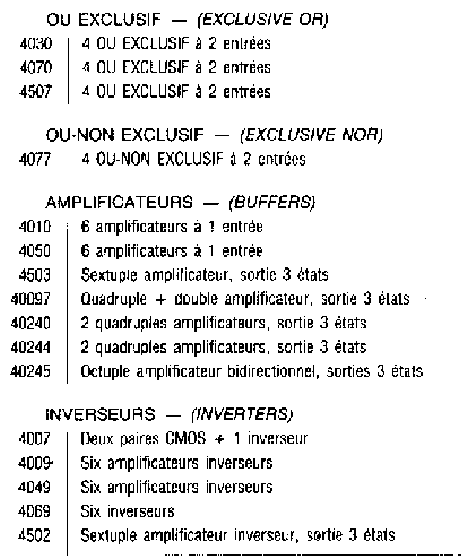 OU EXCLUSIF — (EXCLUSIVE OR)
4030 4 OU EXCLUSIF à 2 entrées
4070 4 OU EXCLUSIF à 2 entrées
4507 4 OU EXCLUSIF à 2 entrées
OU-NON EXCLUSIF — (EXCLUSIVE NOR)
4077 4 OU-NON EXCLUSIF à 2 entrées
AMPLIFICATEURS — (BUFFERS)
4010 6 amplificateurs à 1 entrée
4050 6 amplificateurs à 1 entrée
4503 Sextuple amplificateur, sortie 3 états
40097 Quadruple + double amplificateur, sortie 3 états
40240 2 quadruples amplificateurs, sortie 3 états
40244 2 quadruples amplificateurs, sortie 3 états
40245 Octuple amplificateur bidirectionnel, sorties 3 états
INVERSEURS — (INVERTERS)
4007 Deux paires CMOS + 1 inverseur
4009 Six amplificateurs inverseurs
4049 Six amplificateurs inverseurs
4069 Six inverseurs
4502 Sextuple amplificateur inverseur, sortie 3 états